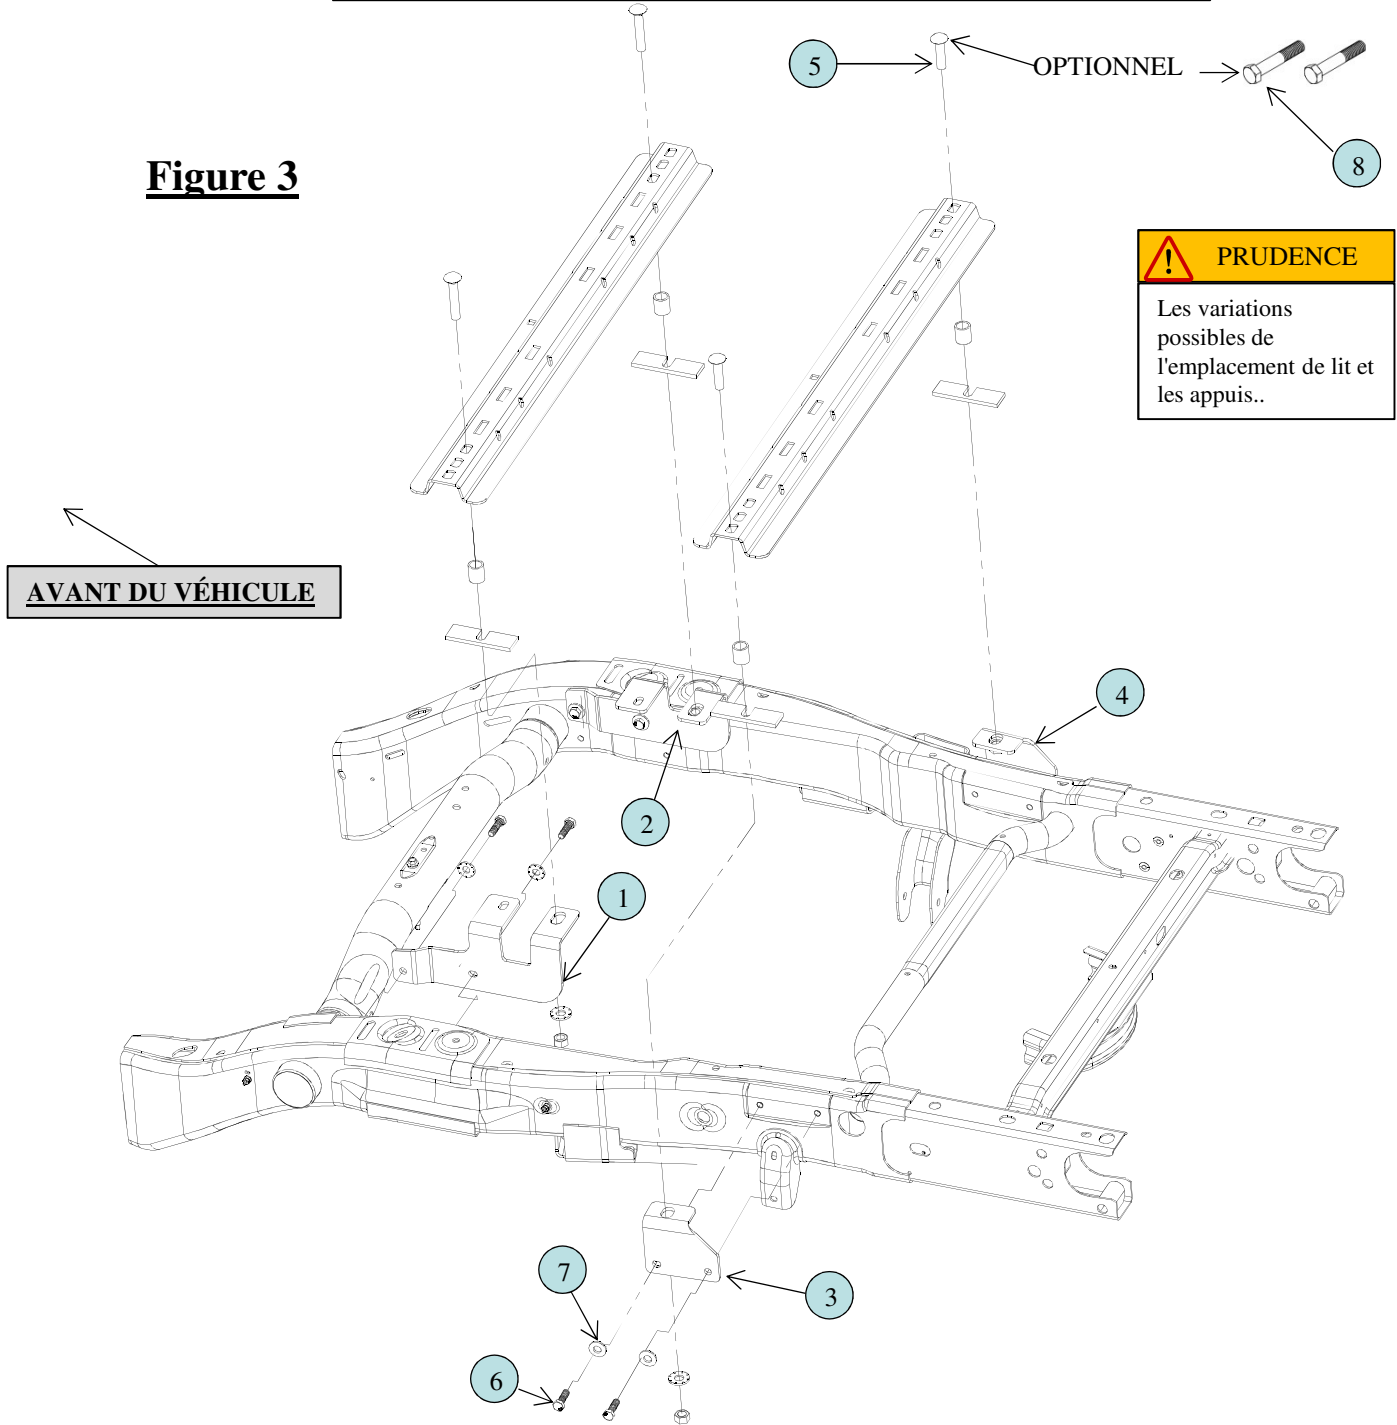 5
OPTIONNEL
8
Figure 3
! PRUDENCE
Les variations
possibles de
l'emplacement de lit et
les appuis..
AVANT DU VÉHICULE
4
2
1
7
3
6